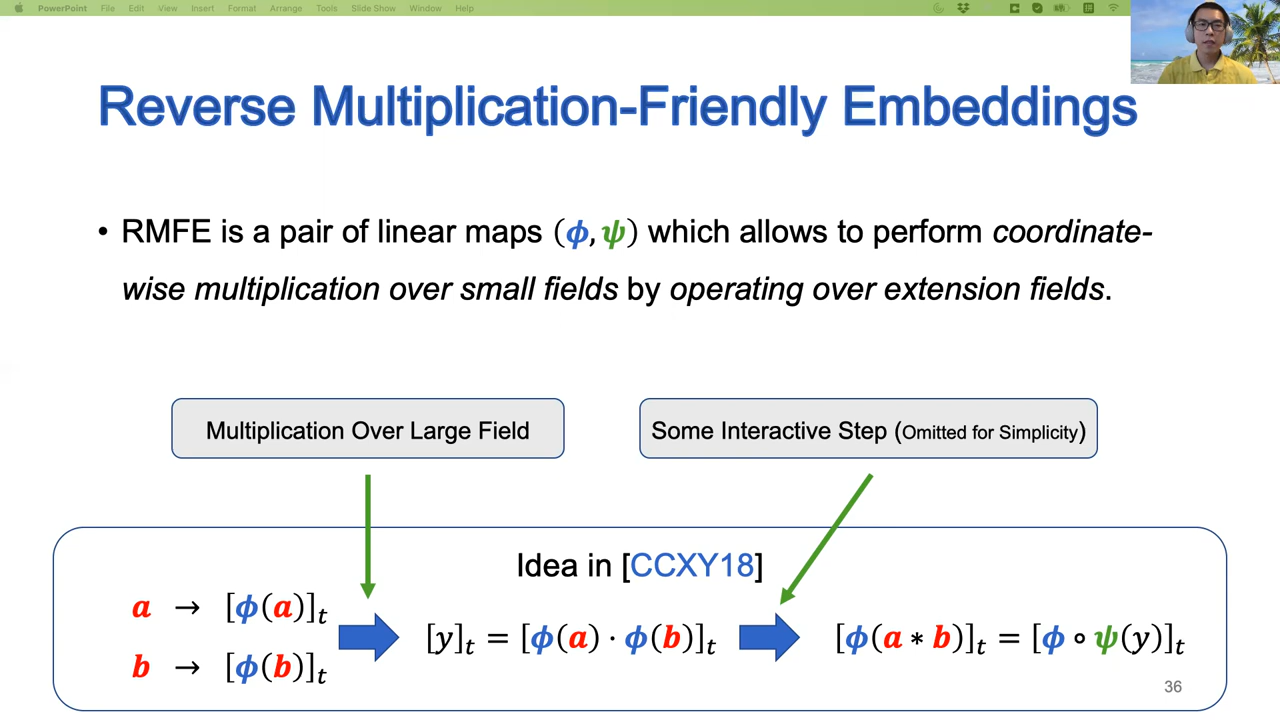 PowerPoint File Edit View Insert Format Arrange Tools Slide Show Window Help
Reverse Multiplication-Friendly Embeddings
• RMFE is a pair of linear maps (ϕ, ψ) which allows to perform coordinate-
wise multiplication over small fields by operating over extension fields.
Multiplication Over Large Field
Some Interactive Step (Omitted for Simplicity)
Idea in [CCXY18]
a → [ϕ(a)]t
b → [ϕ(b)]t
[y]t = [ϕ(a) · ϕ(b)]t
[ϕ(a ∗ b)]t = [ϕ ∘ ψ(y)]t
36